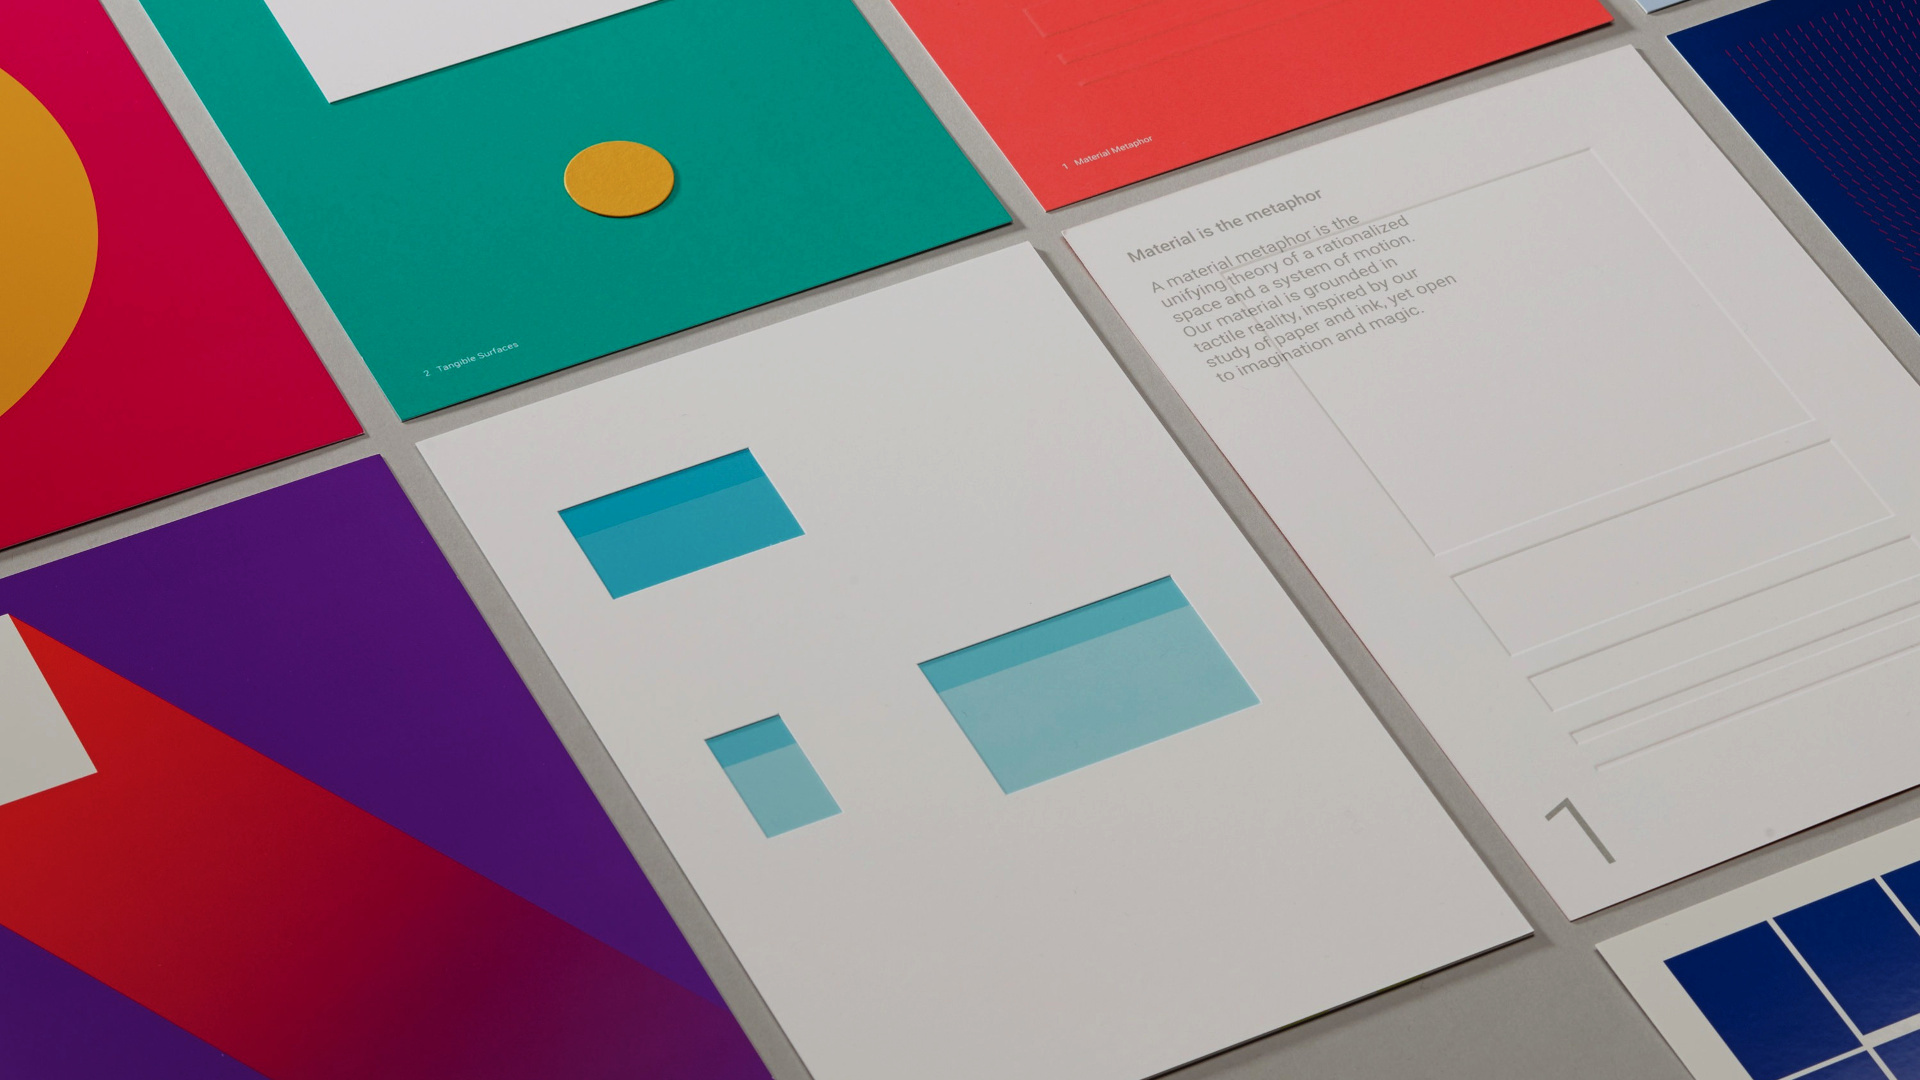 1 Material Metaphor
2 Tangible Surfaces
Material is the metaphor
A material metaphor is the
unifying theory of a rationalized
space and a system of motion.
Our material is grounded in
tactile reality, inspired by our
study of paper and ink, yet open
to imagination and magic.
1